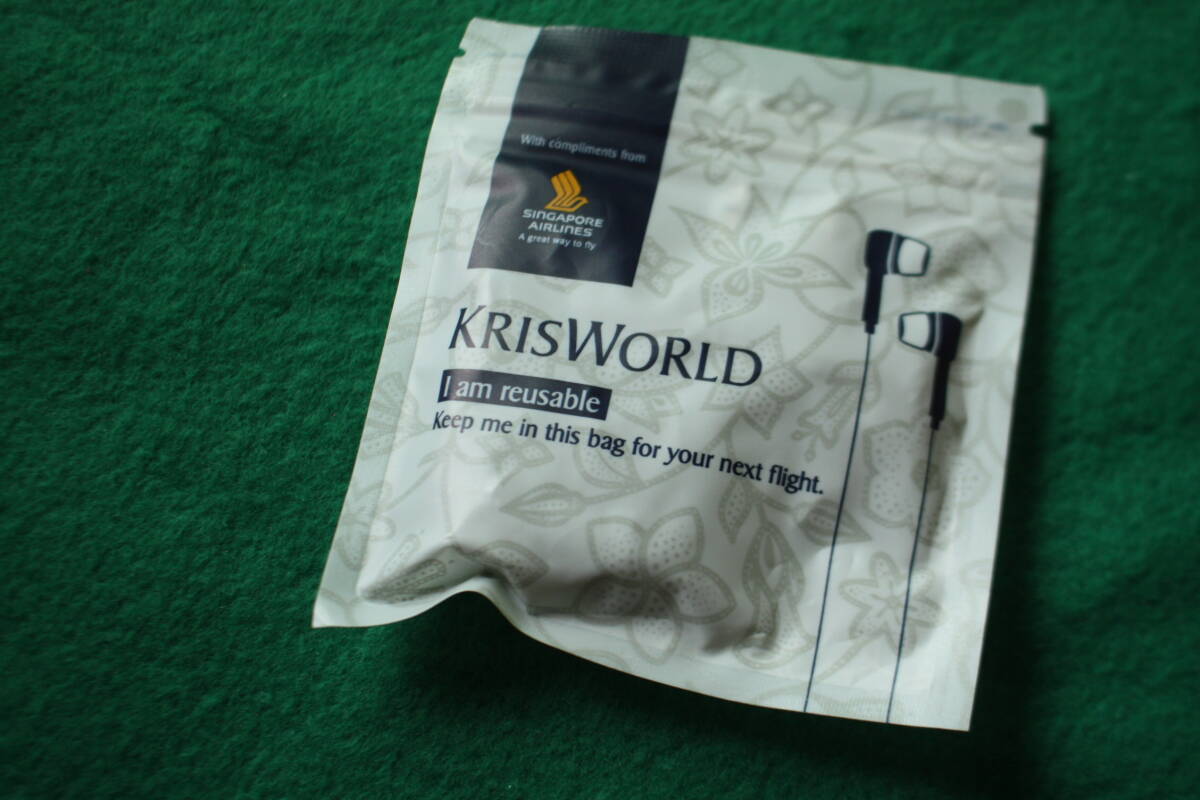 With compliments from
SINGAPORE
AIRLINES
A great way to fly
KRISWORLD
I am reusable
Keep me in this bag for your next flight.